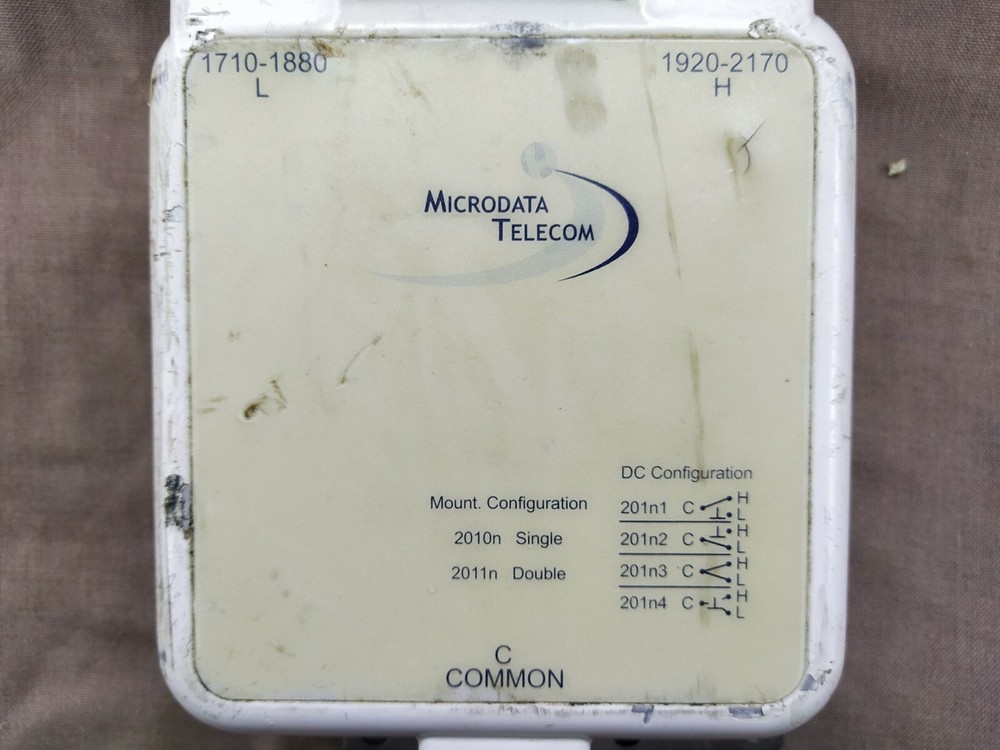 1710-1880
L
1920-2170
H
MICRODATA
TELECOM
DC Configuration
Mount. Configuration
2010n Single
2011n Double
201n1 C H L
201n2 C H L
201n3 C H L
201n4 C H L
C
COMMON